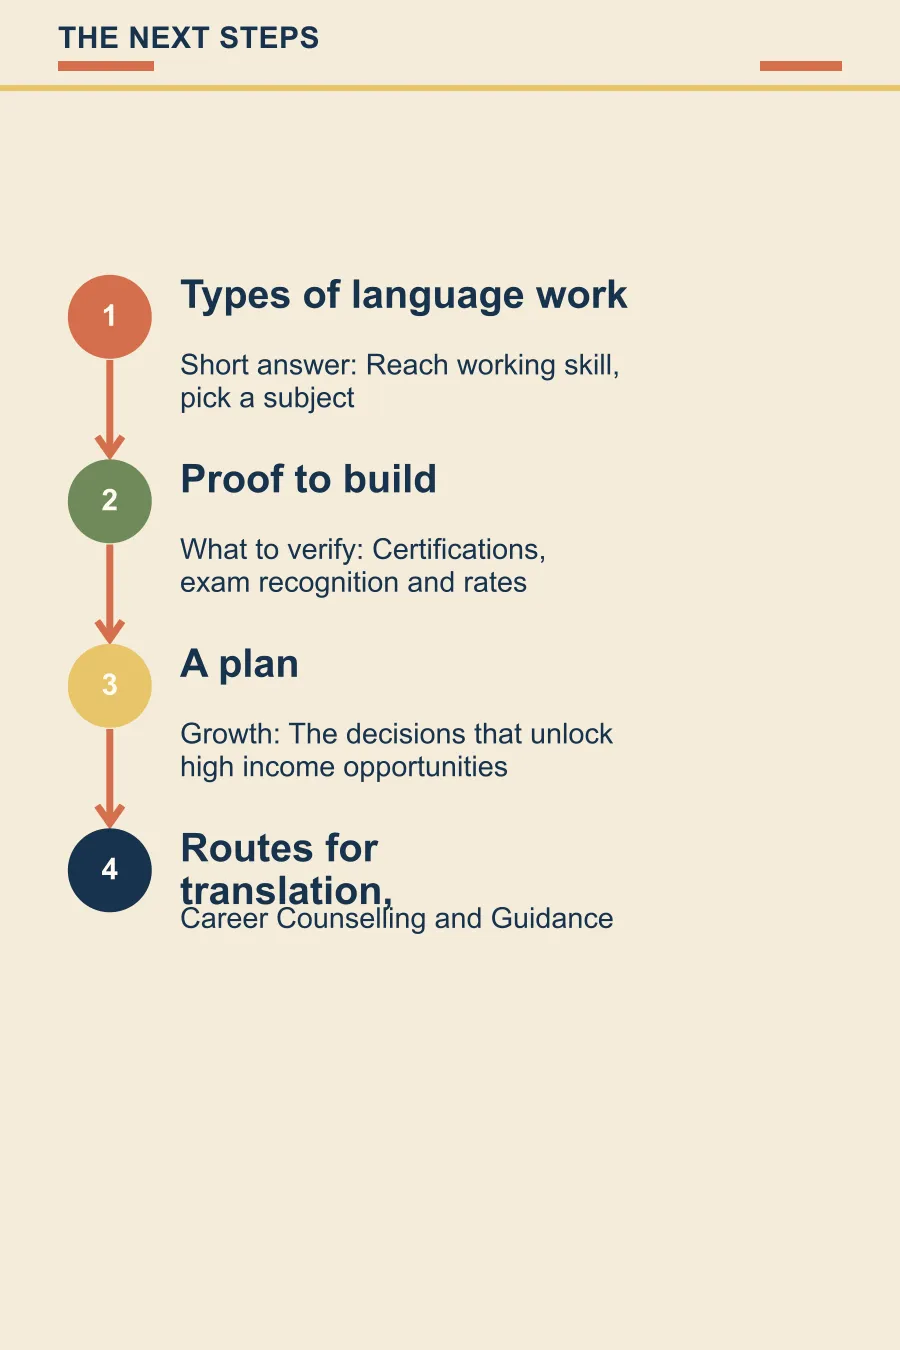 THE NEXT STEPS
1
Types of language work
Short answer: Reach working skill,
pick a subject
2
Proof to build
What to verify: Certifications,
exam recognition and rates
3
A plan
Growth: The decisions that unlock
high income opportunities
4
Routes for
translation,
Career Counselling and Guidance